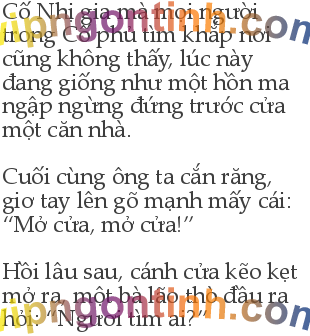 Cố Nhị gia mà mọi người
trong Cố phủ tìm khắp nơi
cũng không thấy, lúc này
đang giống như một hồn ma
ngập ngừng đứng trước cửa
một căn nhà.
Cuối cùng ông ta cắn răng,
giơ tay lên gõ mạnh mấy cái:
“Mở cửa, mở cửa!”
Hồi lâu sau, cánh cửa kẽo kẹt
mở ra, một bà lão thò đầu ra
hỏi: “Ngươi tìm ai?”